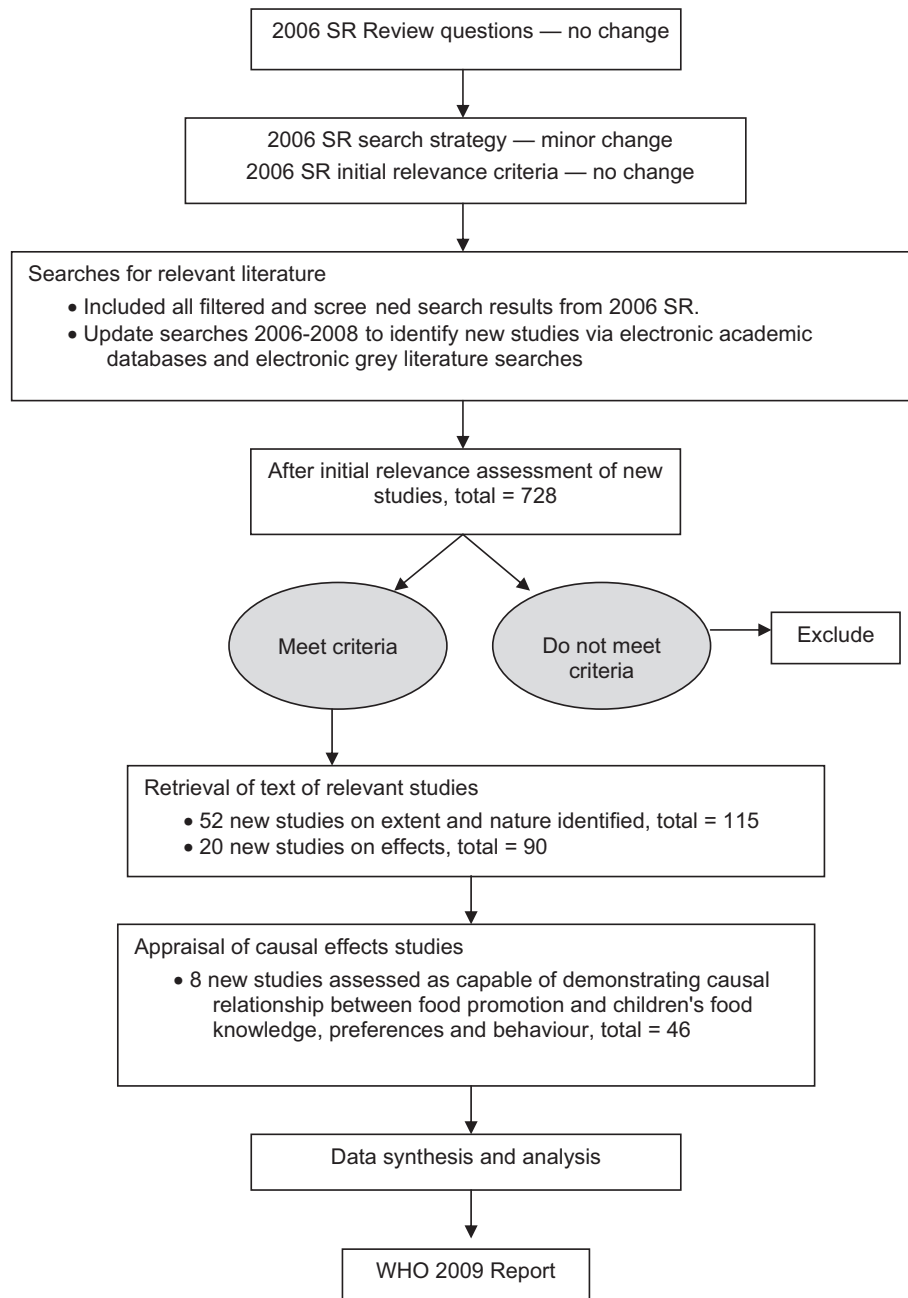 2006 SR Review questions — no change
2006 SR search strategy — minor change
2006 SR initial relevance criteria — no change
Searches for relevant literature
• Included all filtered and scree ned search results from 2006 SR.
• Update searches 2006-2008 to identify new studies via electronic academic
databases and electronic grey literature searches
After initial relevance assessment of new
studies, total = 728
Meet criteria
Do not meet
criteria
Exclude
Retrieval of text of relevant studies
• 52 new studies on extent and nature identified, total = 115
• 20 new studies on effects, total = 90
Appraisal of causal effects studies
• 8 new studies assessed as capable of demonstrating causal
relationship between food promotion and children's food
knowledge, preferences and behaviour, total = 46
Data synthesis and analysis
WHO 2009 Report